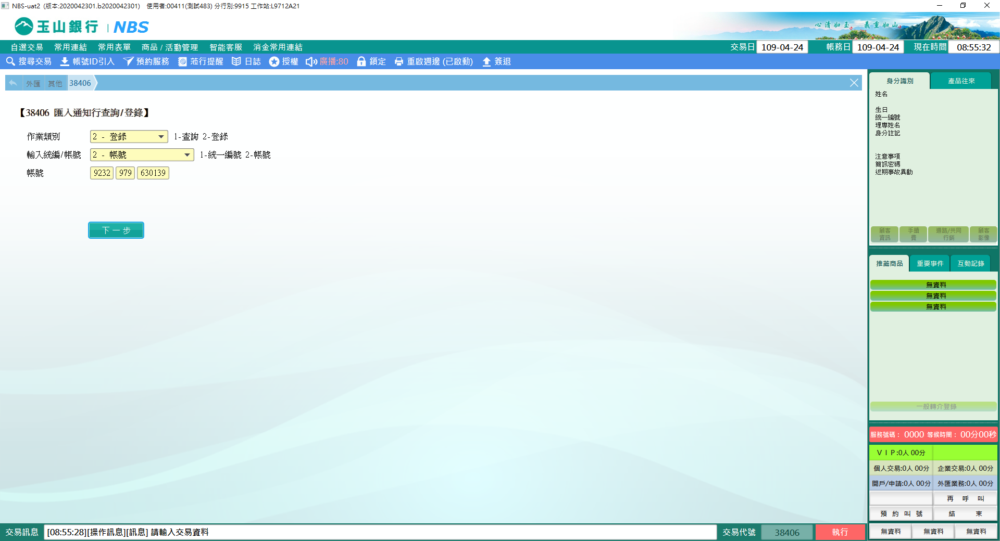 NBS-uat2 (版本:2020042301.b2020042301) 使用者:00411(測試483) 分行別:9915 工作站:L9712A21
玉山銀行 | NBS
心清如玉 義重如山
自選交易 常用連結 常用表單 商品 / 活動管理 智能客服 消金常用連結 交易日 109-04-24 帳務日 109-04-24 現在時間 08:55:32
搜尋交易 帳號ID引入 預約服務 蒞行提醒 日誌 授權 廣播:80 鎖定 重啟週邊 (已啟動) 簽退
外匯 其他 38406
【38406 匯入通知行查詢/登錄】
作業類別 2 - 登錄 1-查詢 2-登錄
輸入統編/帳號 2 - 帳號 1-統一編號 2-帳號
帳號 9232 979 630139
下一步
身分識別 產品往來
姓名
生日
統一編號
理專姓名
身分註記
注意事項
簡訊密碼
近期事故異動
顧客資訊 手續費 通路/共同行銷 顧客影像
推薦商品 重要事件 互動記錄
無資料
無資料
無資料
一般轉介登錄
服務號碼： 0000 等候時間： 00分00秒
ＶＩＰ:0人 00分
個人交易:0人 00分 企業交易:0人 00分
開戶/申請:0人 00分 外匯業務:0人 00分
再 呼 叫
預 約 叫 號 結 束
無資料 無資料 無資料
交易訊息 [08:55:28][操作訊息][訊息] 請輸入交易資料 交易代號 38406 執行